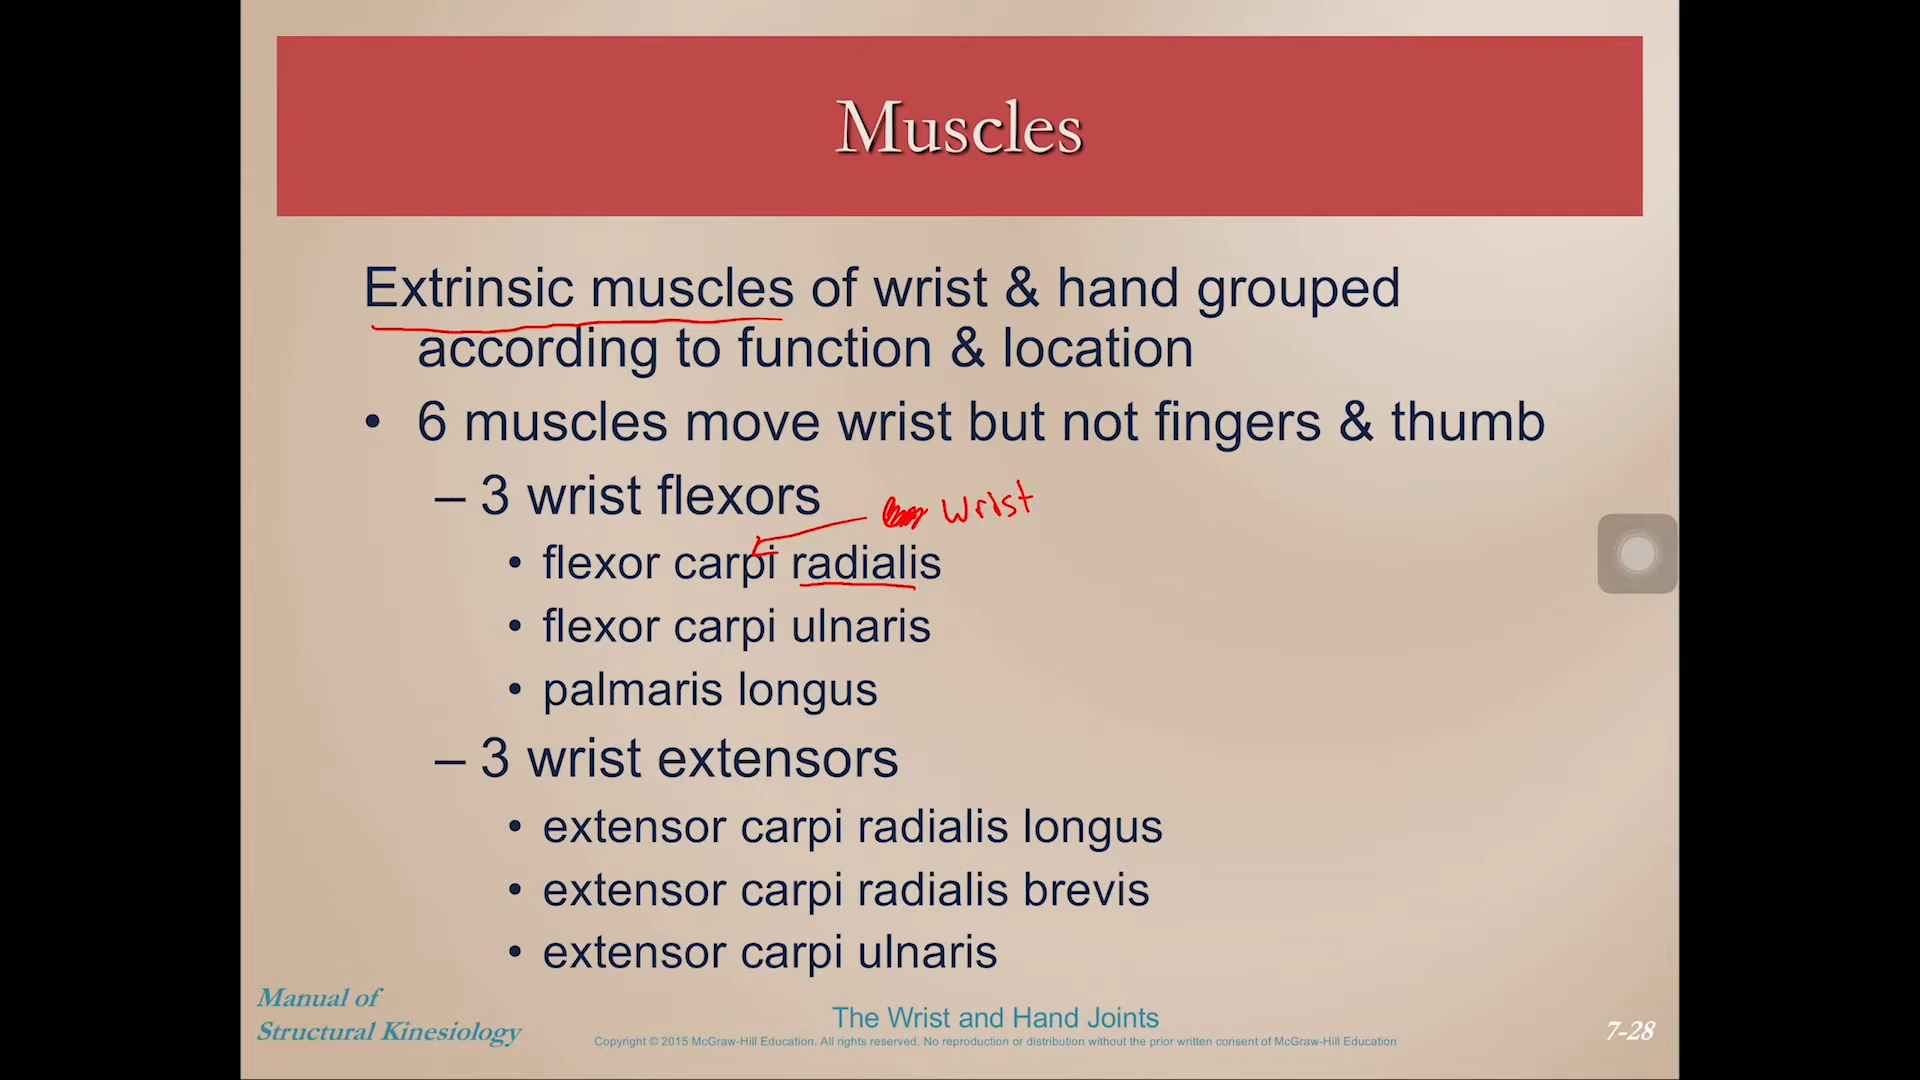 Muscles
Extrinsic muscles of wrist & hand grouped
according to function & location
• 6 muscles move wrist but not fingers & thumb
– 3 wrist flexors
wrist
• flexor carpi radialis
• flexor carpi ulnaris
• palmaris longus
– 3 wrist extensors
• extensor carpi radialis longus
• extensor carpi radialis brevis
• extensor carpi ulnaris
Manual of
Structural Kinesiology
The Wrist and Hand Joints
Copyright © 2015 McGraw-Hill Education. All rights reserved. No reproduction or distribution without the prior written consent of McGraw-Hill Education
7-28